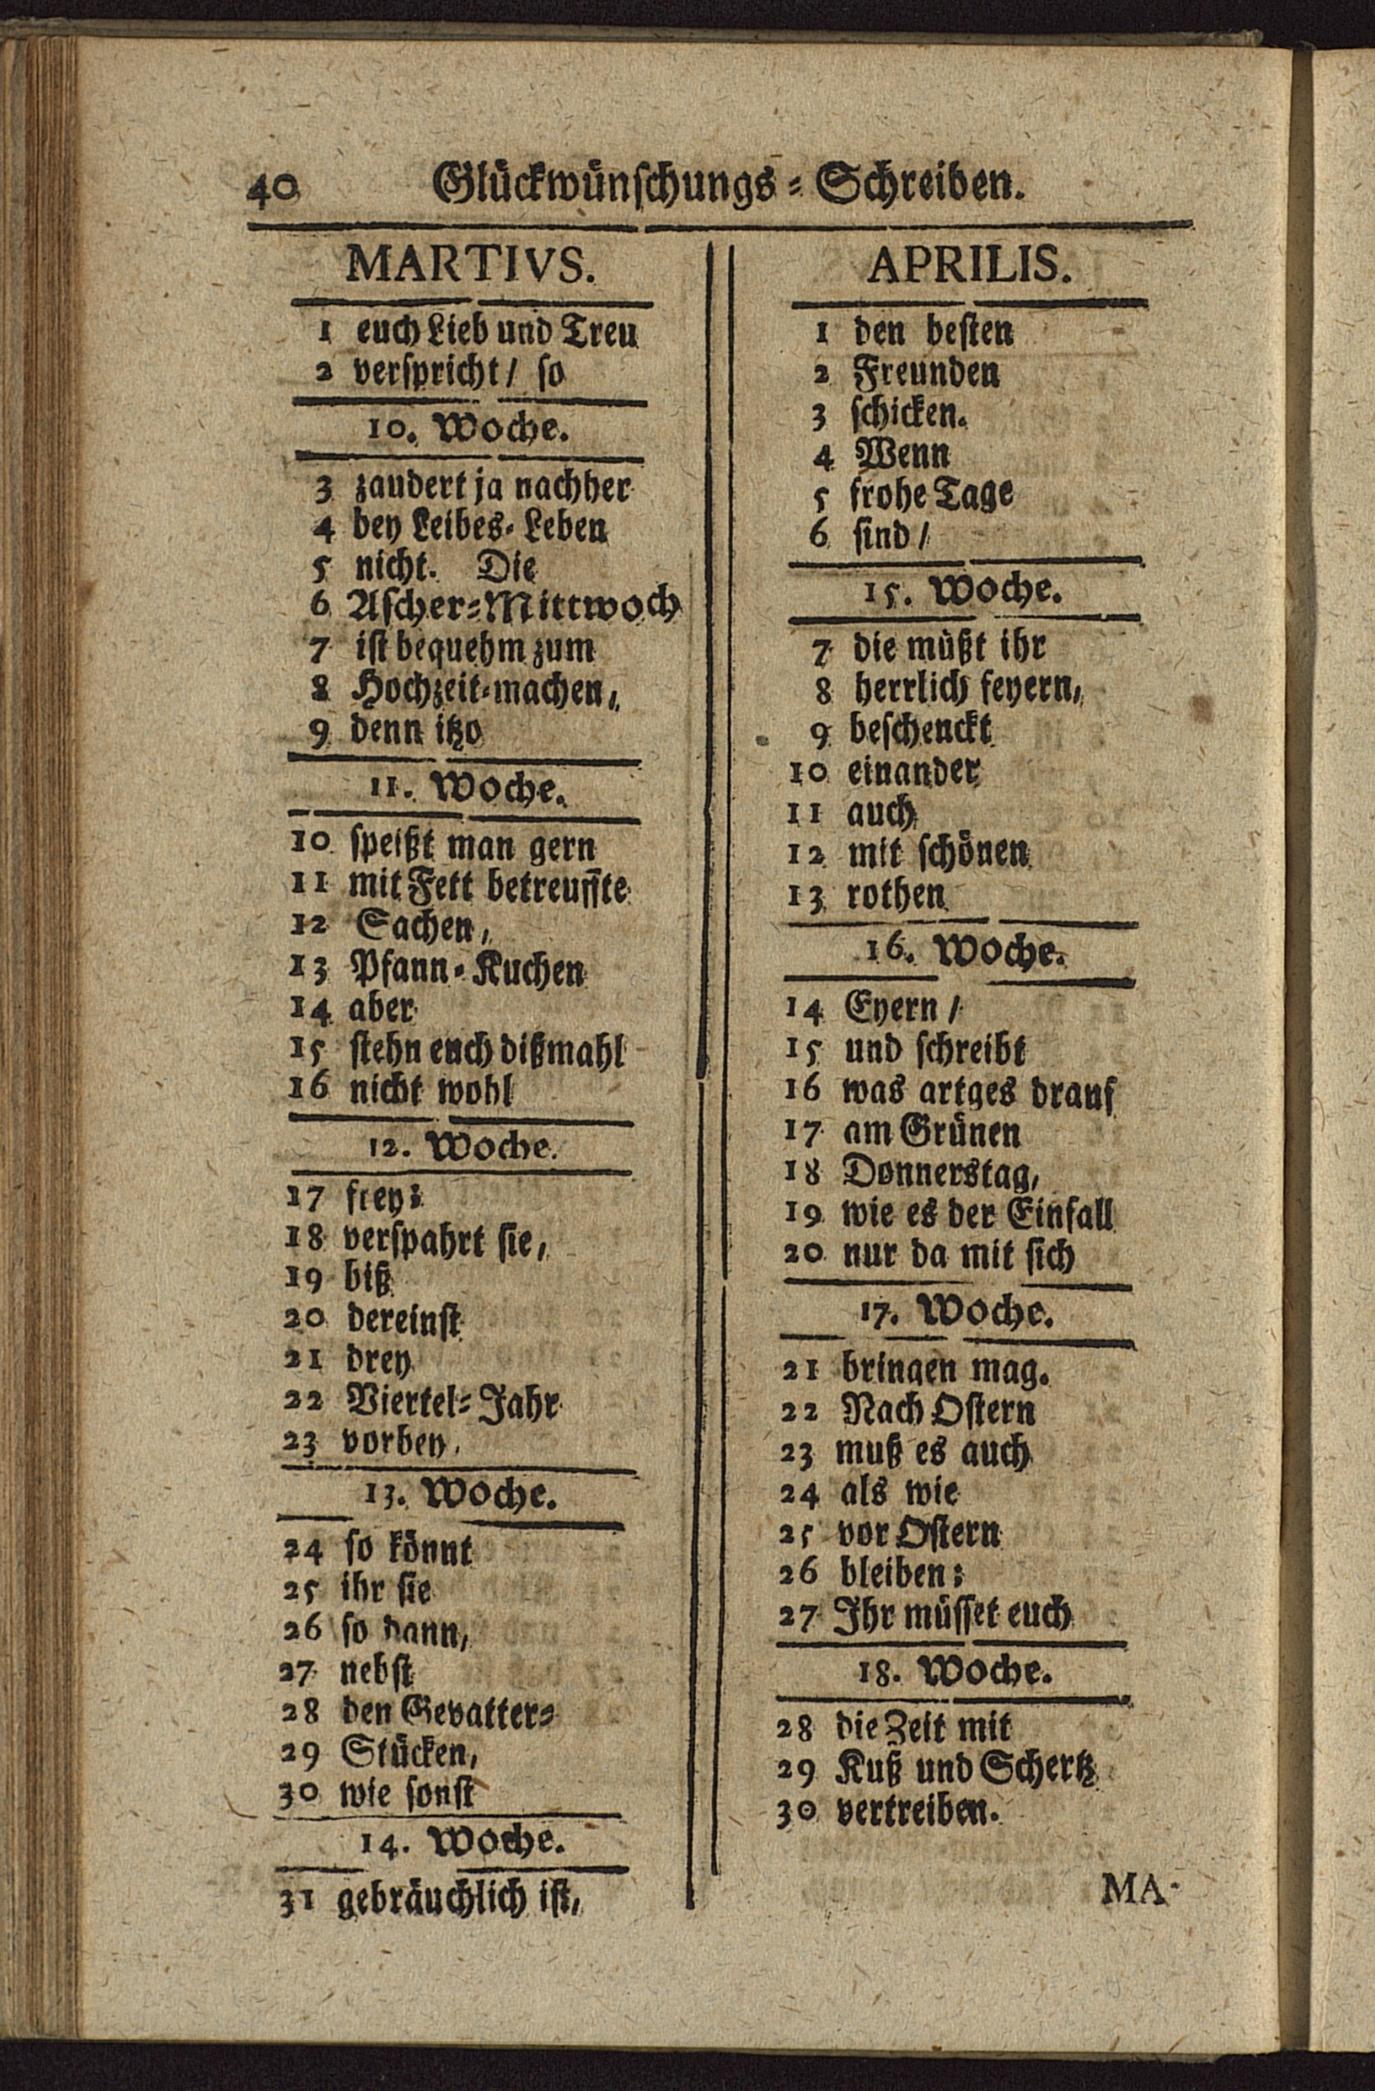 40 Glückwünschungs-Schreiben.
MARTIVS.
1 euch Lieb und Treu
2 verspricht/ so
10. Woche.
3 zaudert ja nachher
4 bey Leibes-Leben
5 nicht. Die
6 Ascher-Mittwoch
7 ist bequehm zum
8 Hochzeit-machen,
9 denn itzo
11. Woche.
10 speißt man gern
11 mit Fett betreuffte
12 Sachen,
13 Pfann-Kuchen
14 aber
15 stehn euch dißmahl
16 nicht wohl
12. Woche.
17 frey;
18 verspahrt sie,
19 biß
20 dereinst
21 drey
22 Viertel-Jahr
23 vorbey,
13. Woche.
24 so könnt
25 ihr sie
26 so dann,
27 nebst
28 den Gevatter-
29 Stücken,
30 wie sonst
14. Woche.
31 gebräuchlich ist,
APRILIS.
1 den besten
2 Freunden
3 schicken.
4 Wenn
5 frohe Tage
6 sind/
15. Woche.
7 die müßt ihr
8 herrlich feyern,
9 beschenckt
10 einander
11 auch
12 mit schönen
13 rothen
16. Woche.
14 Eyern/
15 und schreibt
16 was artges drauf
17 am Grünen
18 Donnerstag,
19 wie es der Einfall
20 nur da mit sich
17. Woche.
21 bringen mag.
22 Nach Ostern
23 muß es auch
24 als wie
25 vor Ostern
26 bleiben;
27 Ihr müsset euch
18. Woche.
28 die Zeit mit
29 Kuß und Schertz
30 vertreiben.
MA-